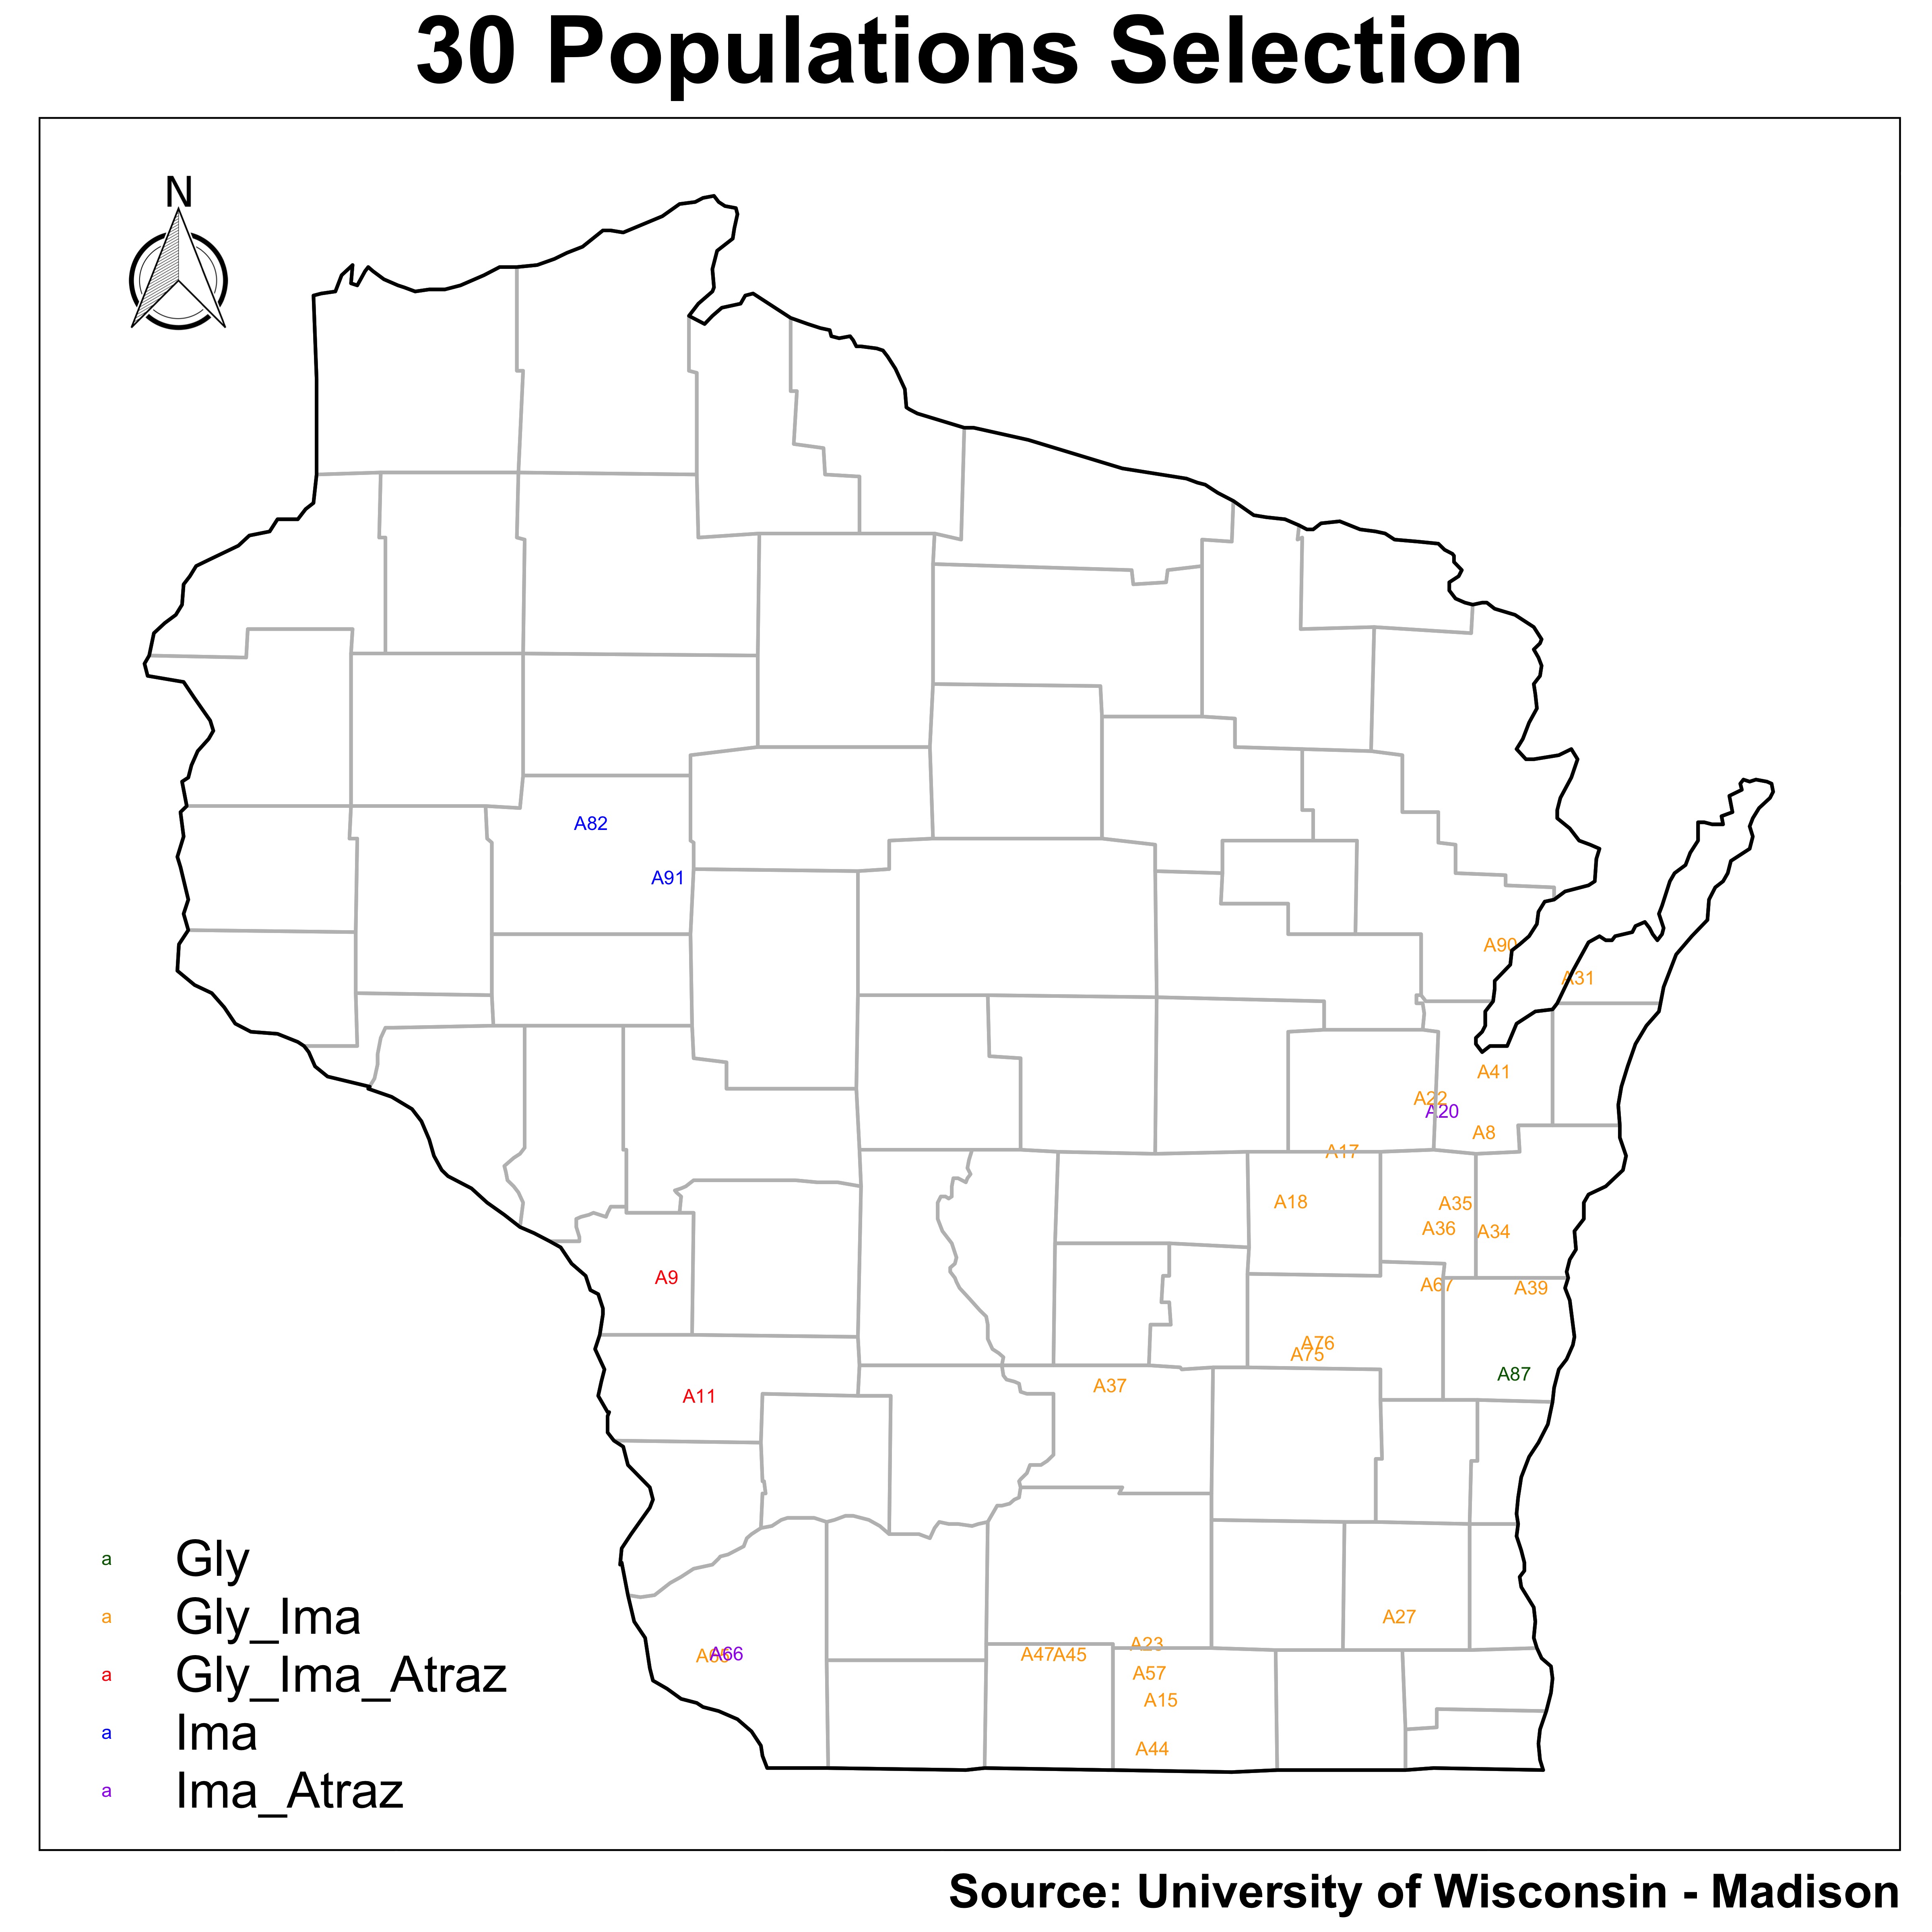 30 Populations Selection
N
A82
A91
A90
A31
A41
A22
A20
A8
A17
A18
A35
A36
A34
A9
A67
A39
A76
A75
A87
A37
A11
a Gly
a Gly_Ima
a Gly_Ima_Atraz
a Ima
a Ima_Atraz
A27
A23
A66
A47 A45
A57
A15
A44
Source: University of Wisconsin - Madison